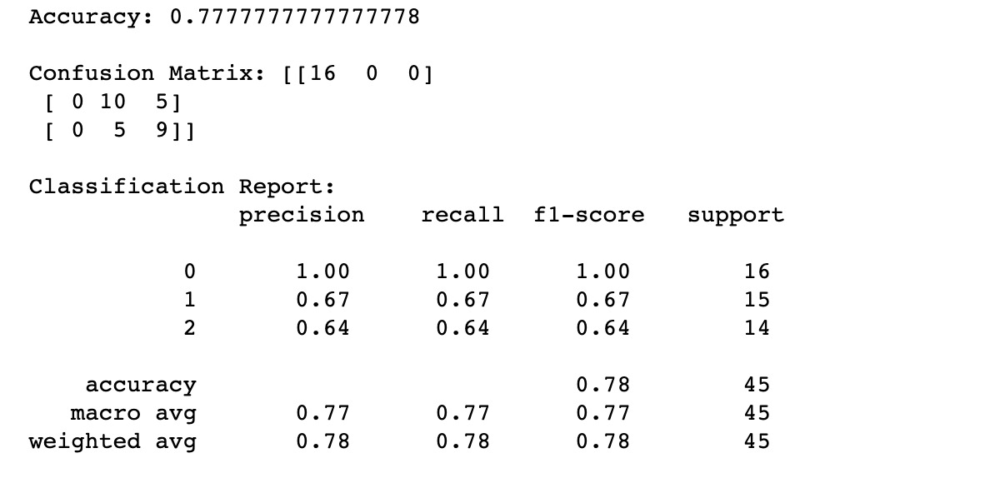 Accuracy: 0.7777777777777778
Confusion Matrix: [[16  0  0]
 [ 0 10  5]
 [ 0  5  9]]
Classification Report:
precision recall f1-score support
0 1.00 1.00 1.00 16
1 0.67 0.67 0.67 15
2 0.64 0.64 0.64 14
accuracy 0.78 45
macro avg 0.77 0.77 0.77 45
weighted avg 0.78 0.78 0.78 45